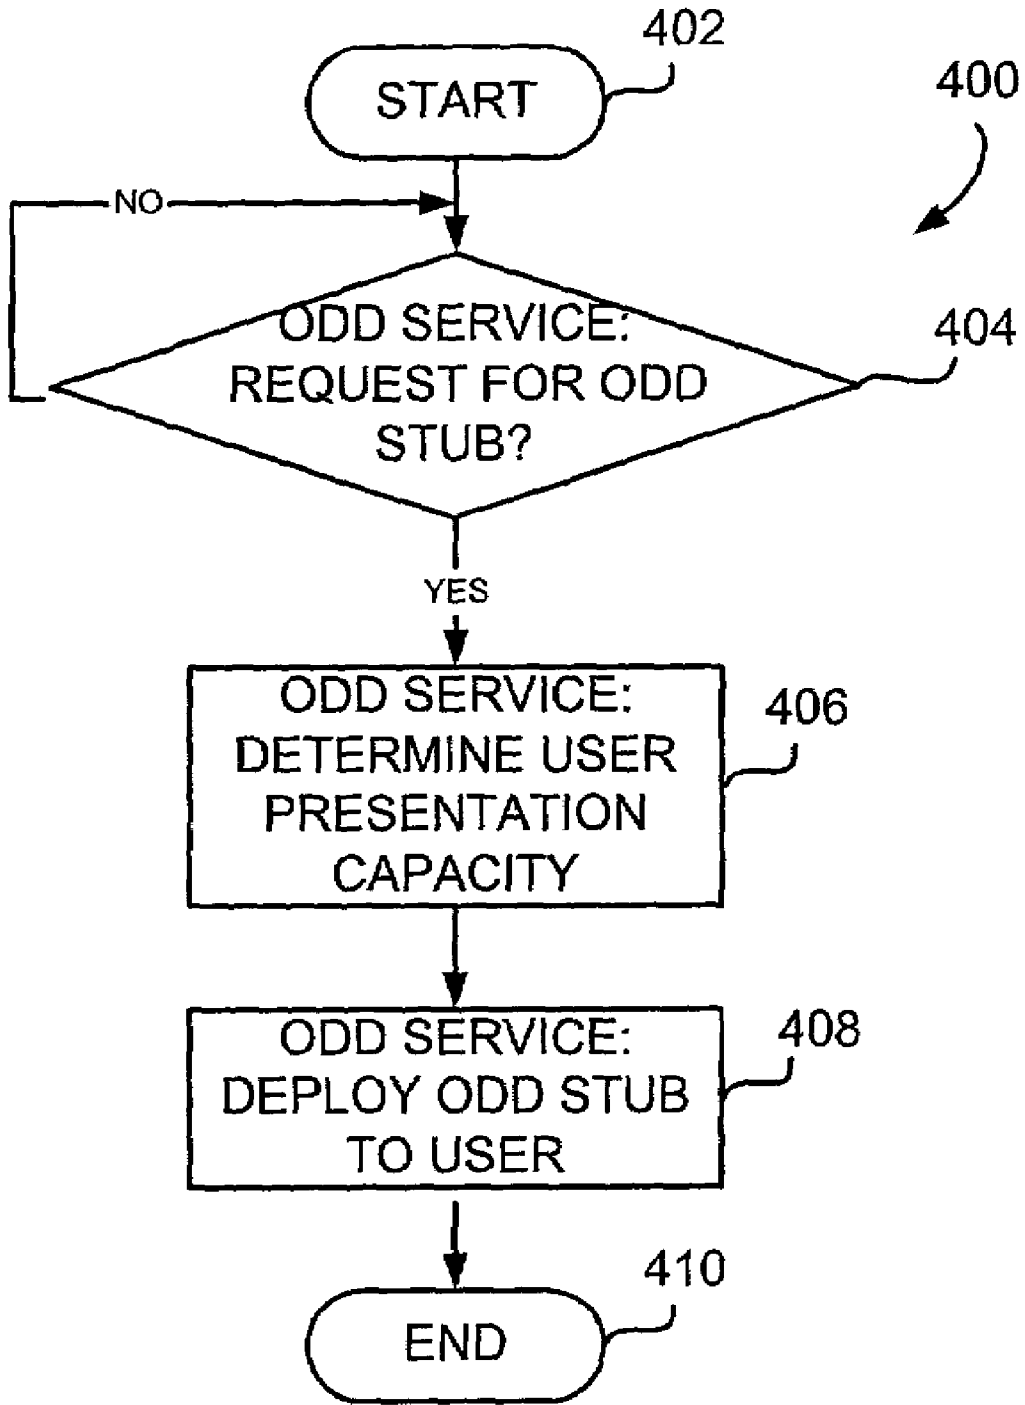 402
START
400
NO
ODD SERVICE:
REQUEST FOR ODD
STUB?
404
YES
ODD SERVICE:
DETERMINE USER
PRESENTATION
CAPACITY
406
ODD SERVICE:
DEPLOY ODD STUB
TO USER
408
410
END